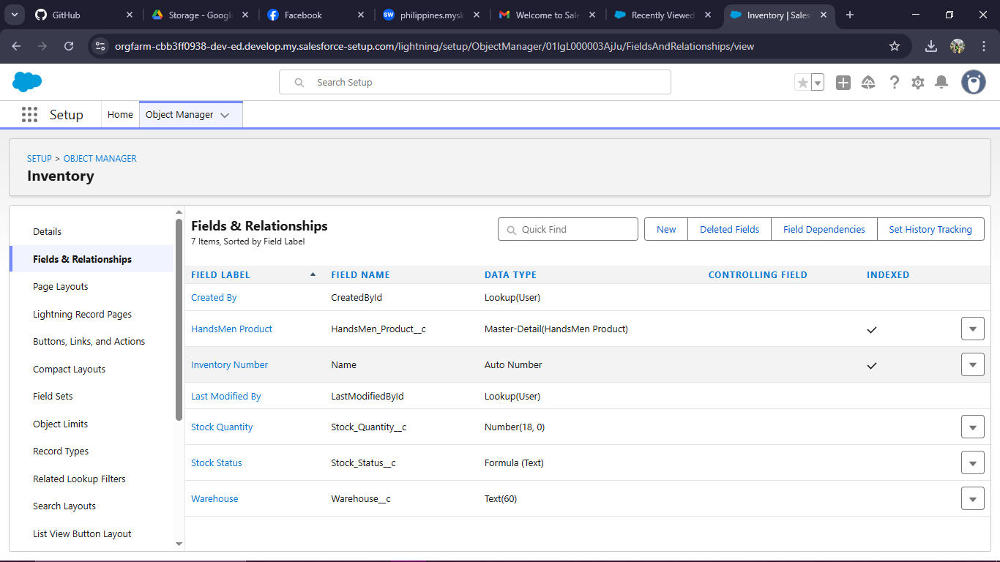 GitHub
Storage - Google
Facebook
philippines.mysk
Welcome to Sale
Recently Viewed
Inventory | Sales
orgfarm-cbb3ff0938-dev-ed.develop.my.salesforce-setup.com/lightning/setup/ObjectManager/01IgL000003AjJu/FieldsAndRelationships/view
Search Setup
Setup
Home
Object Manager
SETUP > OBJECT MANAGER
Inventory
Details
Fields & Relationships
Page Layouts
Lightning Record Pages
Buttons, Links, and Actions
Compact Layouts
Field Sets
Object Limits
Record Types
Related Lookup Filters
Search Layouts
List View Button Layout
Fields & Relationships
7 Items, Sorted by Field Label
Quick Find
New
Deleted Fields
Field Dependencies
Set History Tracking
FIELD LABEL FIELD NAME DATA TYPE CONTROLLING FIELD INDEXED
Created By CreatedById Lookup(User)
HandsMen Product HandsMen_Product__c Master-Detail(HandsMen Product)
Inventory Number Name Auto Number
Last Modified By LastModifiedById Lookup(User)
Stock Quantity Stock_Quantity__c Number(18, 0)
Stock Status Stock_Status__c Formula (Text)
Warehouse Warehouse__c Text(60)